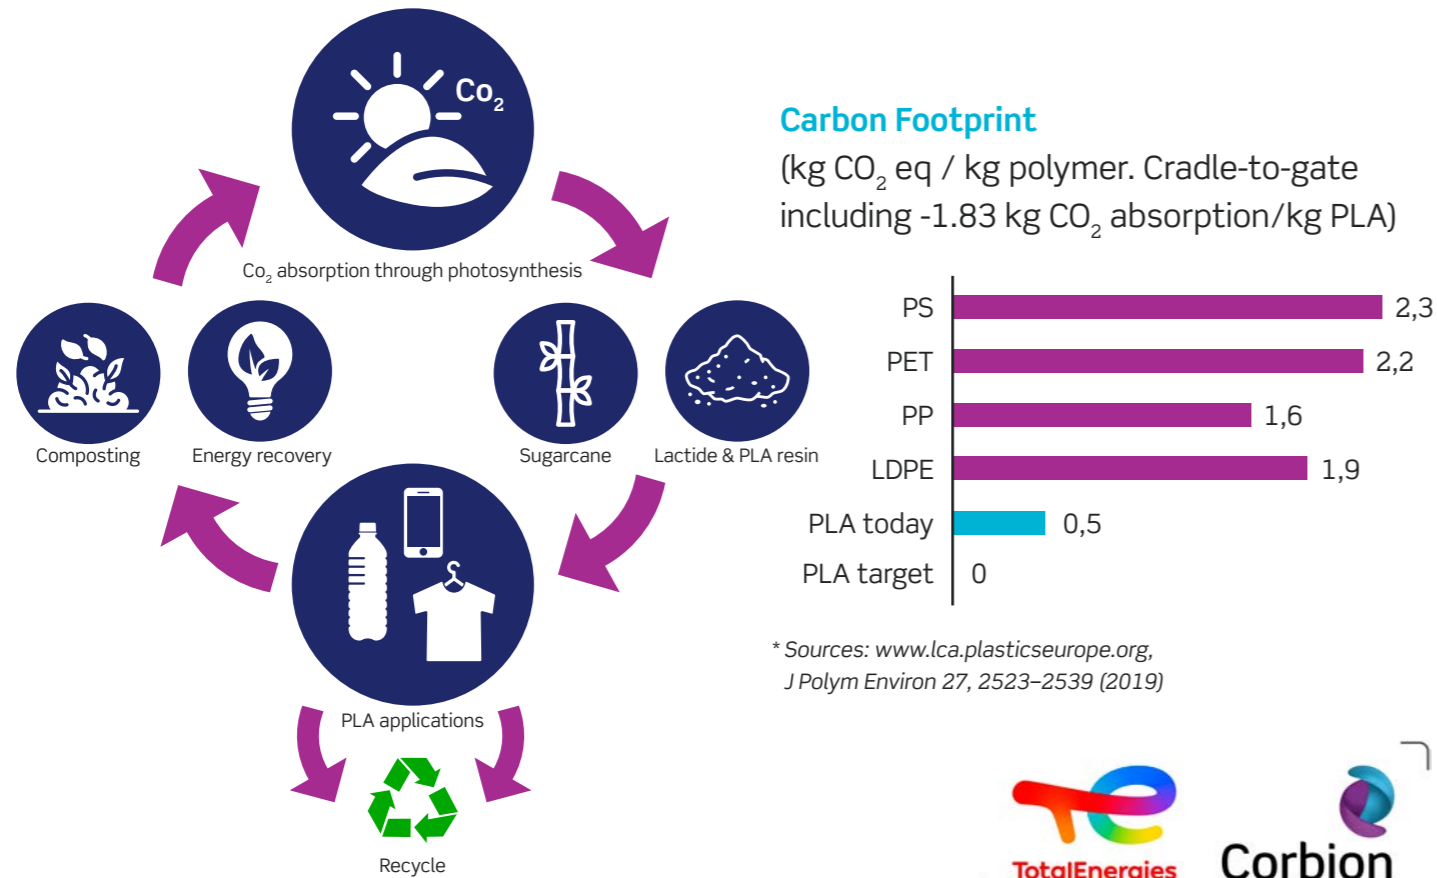 Co2
Co2 absorption through photosynthesis
Composting
Energy recovery
Sugarcane
Lactide & PLA resin
PLA applications
Recycle
Carbon Footprint
(kg CO2 eq / kg polymer. Cradle-to-gate
including -1.83 kg CO2 absorption/kg PLA)
PS 2,3
PET 2,2
PP 1,6
LDPE 1,9
PLA today 0,5
PLA target 0
* Sources: www.lca.plasticseurope.org,
J Polym Environ 27, 2523–2539 (2019)
TotalEnergies
Corbion